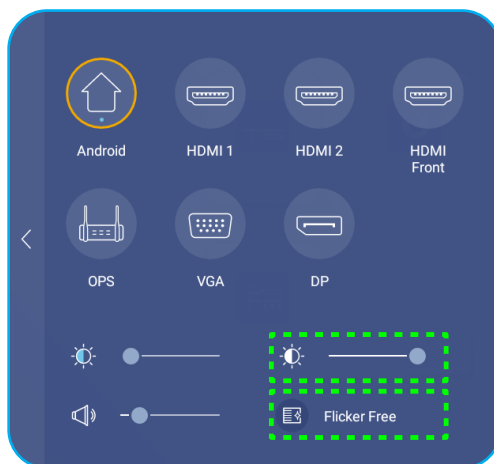 Android
HDMI 1
HDMI 2
HDMI
Front
OPS
VGA
DP
Flicker Free